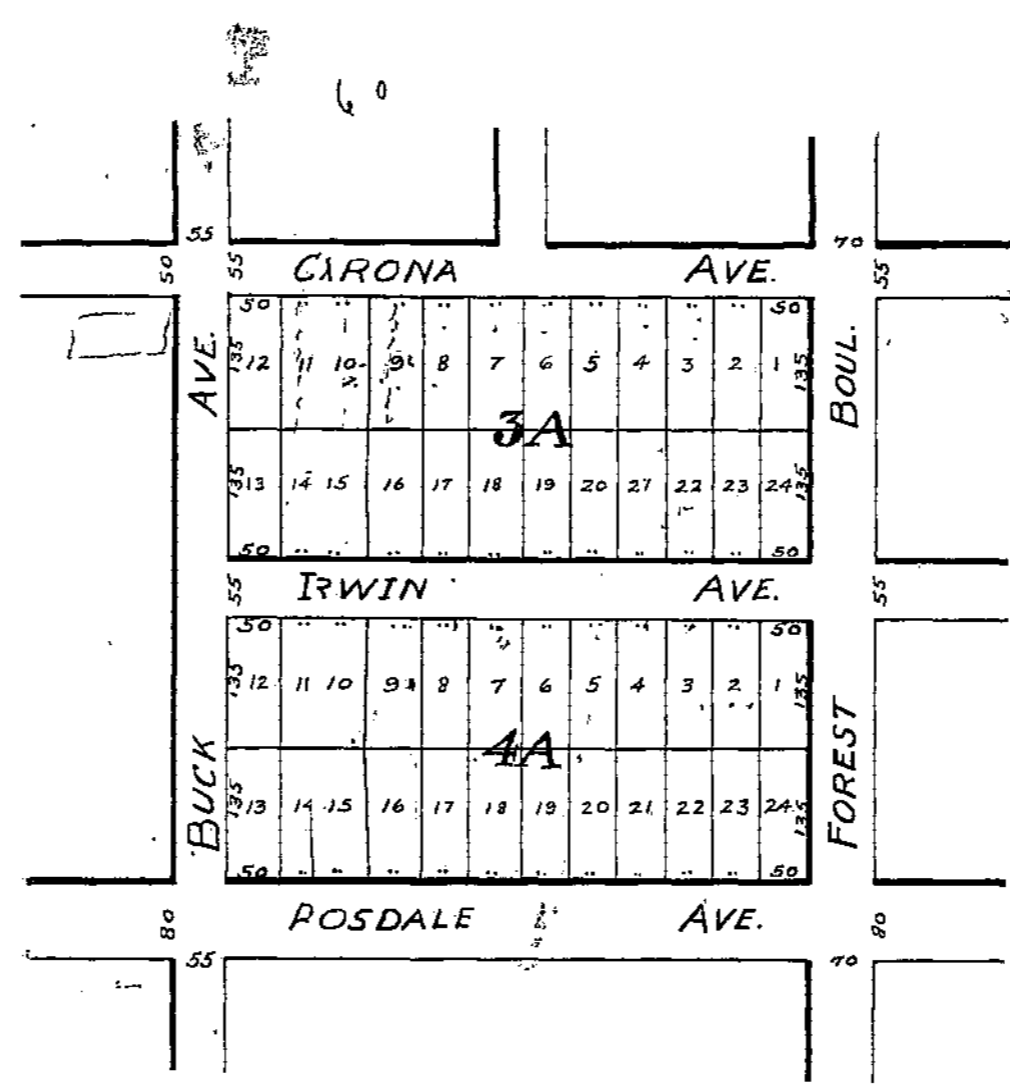 60
55
70
50
55
CARONA AVE.
55
50 " " " " " " " " " " 50
135 12 11 10 9 8 7 6 5 4 3 2 1 135
AVE.
BOUL.
3A
135 13 14 15 16 17 18 19 20 21 22 23 24 135
50 " " " " " " " " " " 50
55
IRWIN AVE.
55
50 " " " " " " " " " " 50
135 12 11 10 9 8 7 6 5 4 3 2 1 135
4A
BUCK
FOREST
135 13 14 15 16 17 18 19 20 21 22 23 24 135
50 " " " " " " " " " " 50
80
ROSDALE AVE.
80
55
70